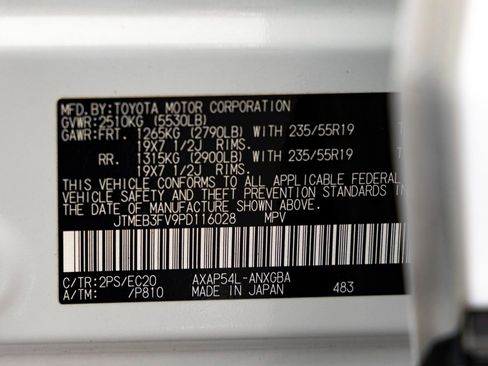 MFD.BY:TOYOTA MOTOR CORPORATION
GVWR:2510KG (5530LB)
GAWR:FRT. 1265KG (2790LB) WITH 235/55R19
19X7 1/2J RIMS.
RR. 1315KG (2900LB) WITH 235/55R19
19X7 1/2J RIMS.
THIS VEHICLE CONFORMS TO ALL APPLICABLE FEDERAL
VEHICLE SAFETY AND THEFT PREVENTION STANDARDS IN
THE DATE OF MANUFACTURE SHOWN ABOVE.
JTMEB3FV9PD116028 MPV
C/TR:2PS/EC20 AXAP54L-ANXGBA
A/TM: /P810 MADE IN JAPAN 483